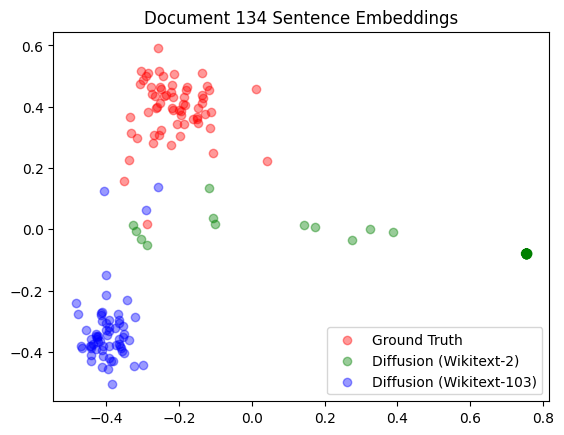 Document 134 Sentence Embeddings
0.6
0.4
0.2
0.0
−0.2
−0.4
Ground Truth
Diffusion (Wikitext-2)
Diffusion (Wikitext-103)
−0.4 −0.2 0.0 0.2 0.4 0.6 0.8